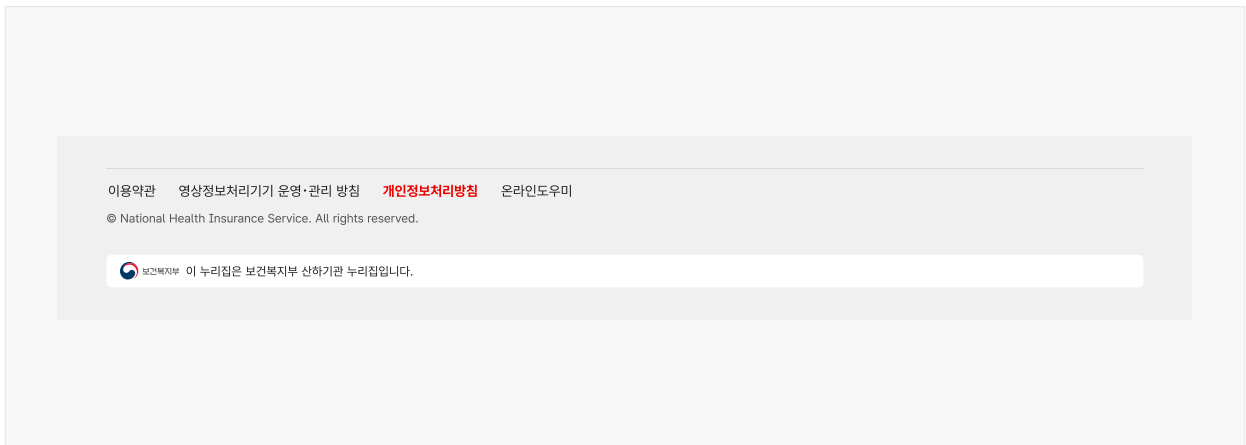 이용약관 영상정보처리기기 운영·관리 방침 개인정보처리방침 온라인도우미
© National Health Insurance Service. All rights reserved.
보건복지부 이 누리집은 보건복지부 산하기관 누리집입니다.